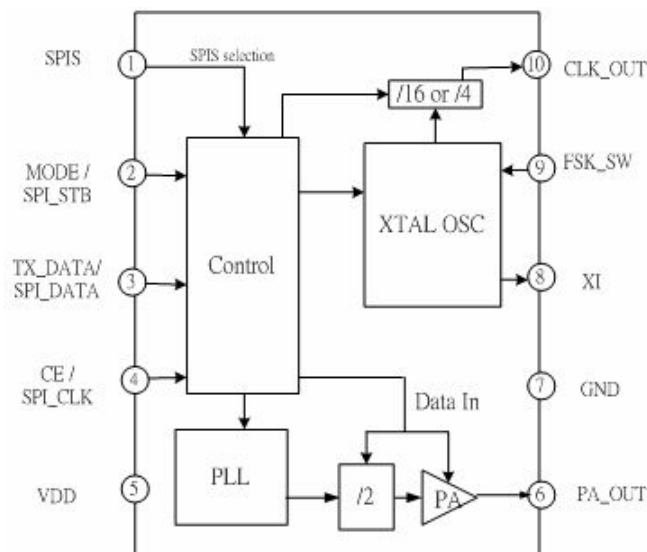 SPIS
1
SPIS selection
10
CLK_OUT
/16 or /4
MODE /
SPI_STB
2
9
FSK_SW
XTAL OSC
Control
TX_DATA/
SPI_DATA
3
8
XI
CE /
SPI_CLK
4
7
GND
Data In
VDD
5
PLL
/2
PA
6
PA_OUT